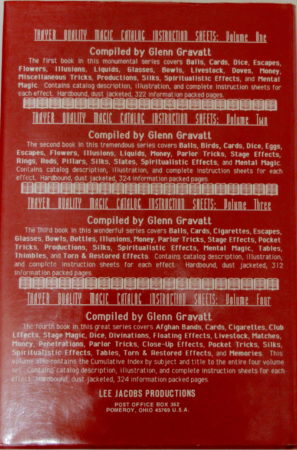 THAYER QUALITY MAGIC CATALOG INSTRUCTION SHEETS: Volume One
Compiled by Glenn Gravatt
The first book in this monumental series covers Balls, Cards, Dice, Escapes,
Flowers, Illusions, Liquids, Glasses, Bowls, Livestock, Doves, Money,
Miscellaneous Tricks, Productions, Silks, Spiritualistic Effects, and Mental
Magic. Contains catalog description, illustration, and complete instruction sheets for
each effect. Hardbound, dust jacketed, 322 information packed pages.
THAYER QUALITY MAGIC CATALOG INSTRUCTION SHEETS: Volume Two
Compiled by Glenn Gravatt
The second book in this tremendous series covers Balls, Birds, Cards, Dice, Eggs,
Escapes, Flowers, Illusions, Liquids, Money, Parlor Tricks, Stage Effects,
Rings, Rods, Pillars, Silks, Slates, Spiritualistic Effects, and Mental Magic.
Contains catalog description, illustration, and complete instruction sheets for each
effect. Hardbound, dust jacketed, 324 information packed pages.
THAYER QUALITY MAGIC CATALOG INSTRUCTION SHEETS: Volume Three
Compiled by Glenn Gravatt
The third book in this wonderful series covers Balls, Cards, Cigarettes, Escapes,
Glasses, Bowls, Bottles, Illusions, Money, Parlor Tricks, Stage Effects, Pocket
Tricks, Productions, Silks, Spiritualistic Effects, Mental Magic, Tables,
Thimbles, and Torn & Restored Effects. Contains catalog description, illustration,
and complete instruction sheets for each effect. Hardbound, dust jacketed, 312
information packed pages.
THAYER QUALITY MAGIC CATALOG INSTRUCTION SHEETS: Volume Four
Compiled by Glenn Gravatt
The fourth book in this great series covers Afghan Bands, Cards, Cigarettes, Club
Effects, Stage Magic, Dice, Divinations, Floating Effects, Livestock, Matches,
Money, Penetrations, Parlor Tricks, Close-Up Effects, Pocket Tricks, Silks,
Spiritualistic Effects, Tables, Torn & Restored Effects, and Memories. This
volume also contains the Cumulative Index by subject and title to the entire four volume
set. Contains catalog description, illustration, and complete instruction sheets for each
effect. Hardbound, dust jacketed, 324 information packed pages.
LEE JACOBS PRODUCTIONS
POST OFFICE BOX 362
POMEROY, OHIO 45769 U.S.A.